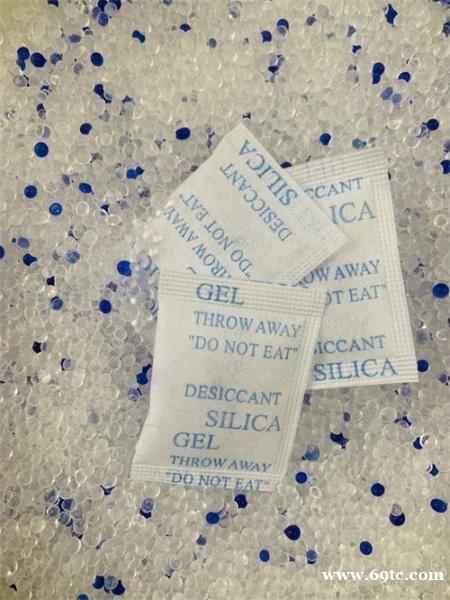 SILICA
DESICCANT
THROW AWAY
"DO NOT EAT"
DESICCANT
SILICA
THROW AWAY
DO NOT EAT"
DESICCANT
SILICA
GEL
THROW AWAY
"DO NOT EAT"
DESICCANT
SILICA
GEL
THROW AWAY
"DO NOT EAT"
www.69tc.com